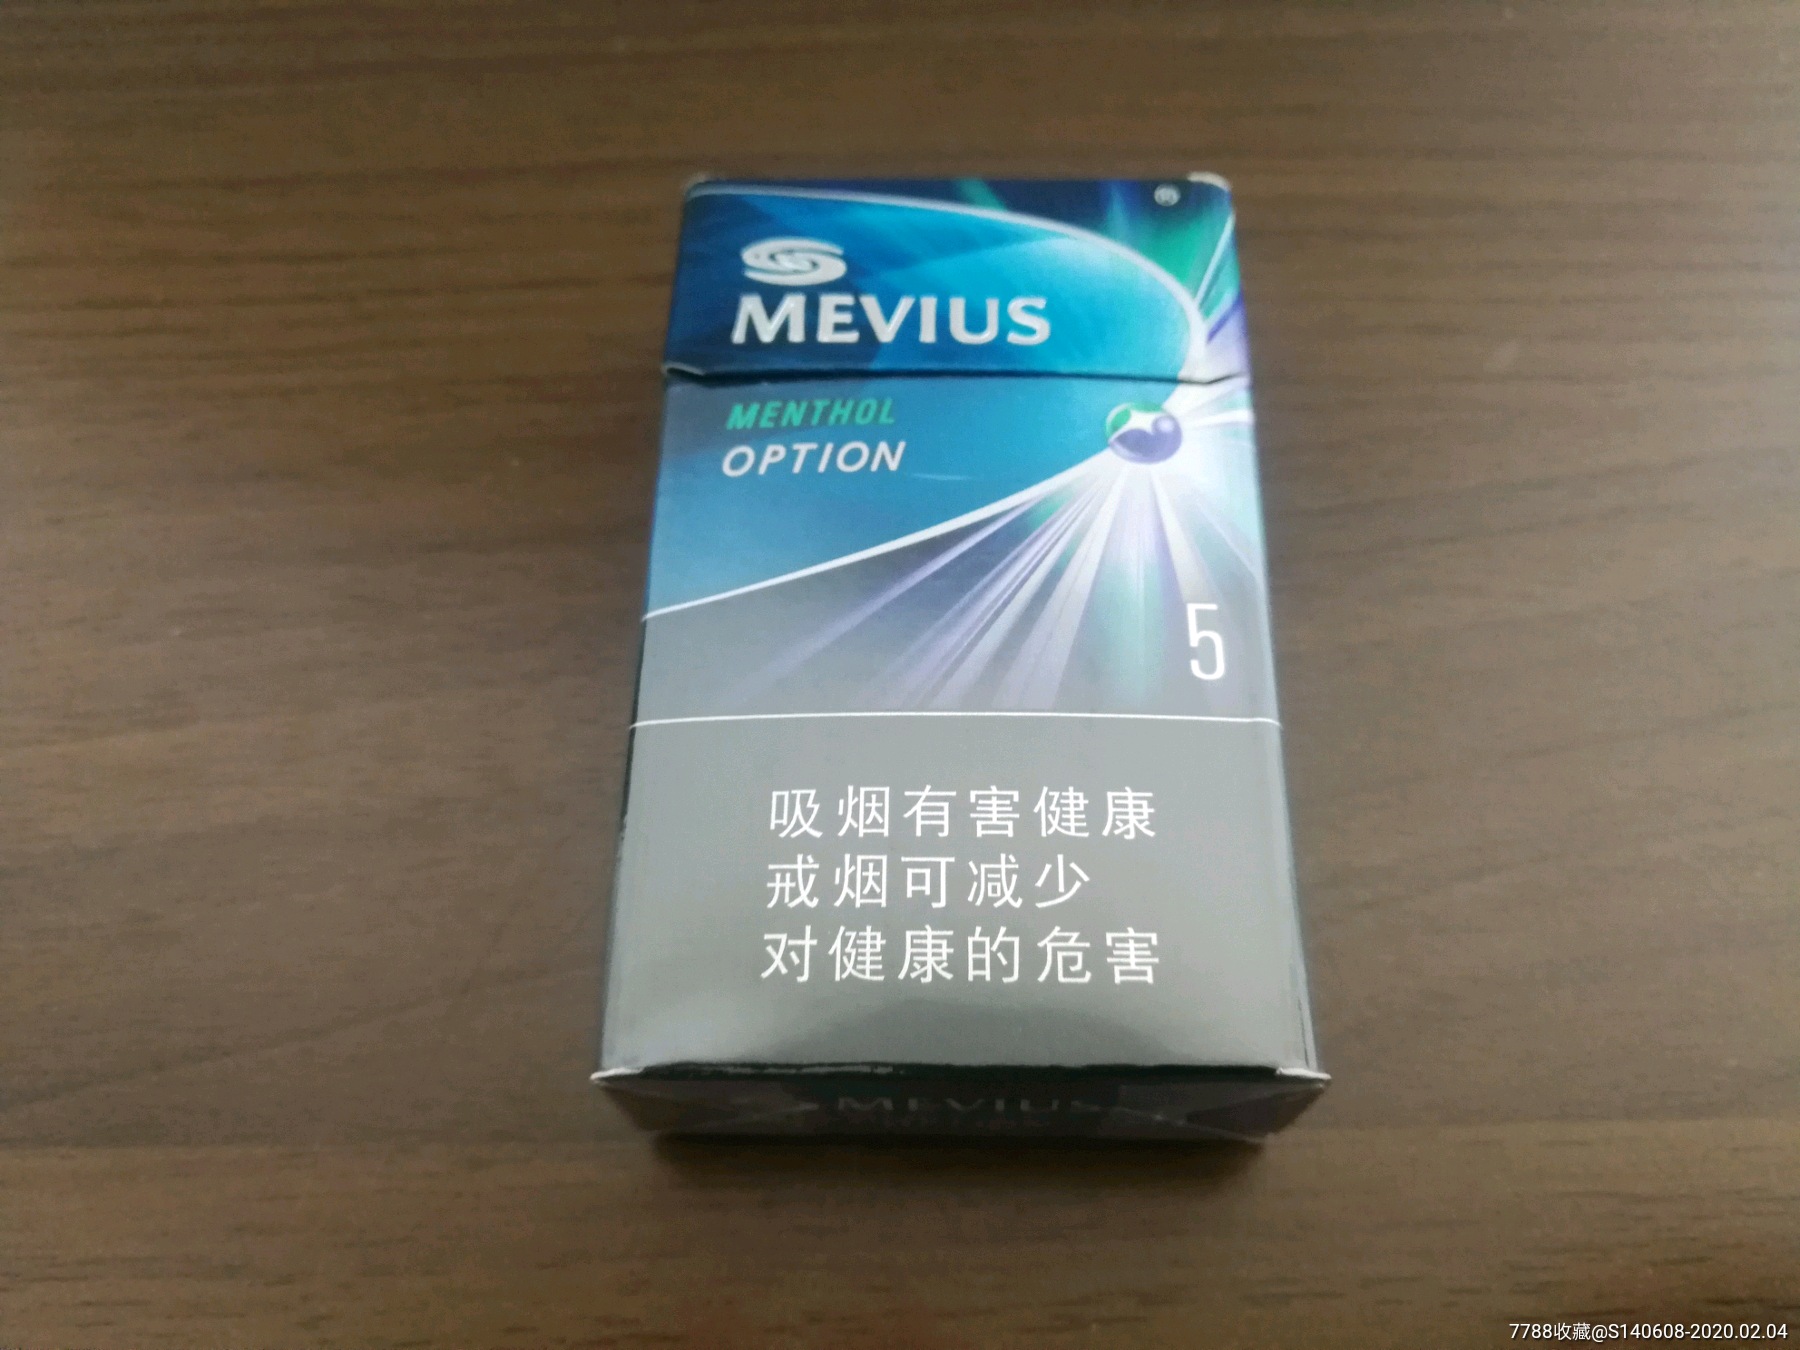 ®
MEVIUS
MENTHOL
OPTION
5
吸烟有害健康
戒烟可减少
对健康的危害
MEVIUS
7788收藏@S140608-2020.02.04